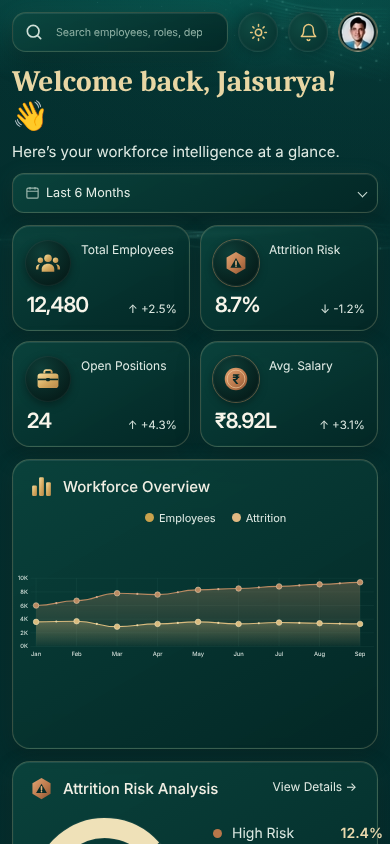 Search employees, roles, dep
Welcome back, Jaisurya!
👋
Here’s your workforce intelligence at a glance.
Last 6 Months
Total Employees
12,480
↑ +2.5%
Attrition Risk
8.7%
↓ -1.2%
Open Positions
24
↑ +4.3%
Avg. Salary
₹
₹8.92L
↑ +3.1%
Workforce Overview
Employees Attrition
10K
8K
6K
4K
2K
0K
Jan Feb Mar Apr May Jun Jul Aug Sep
Attrition Risk Analysis
View Details →
High Risk 12.4%